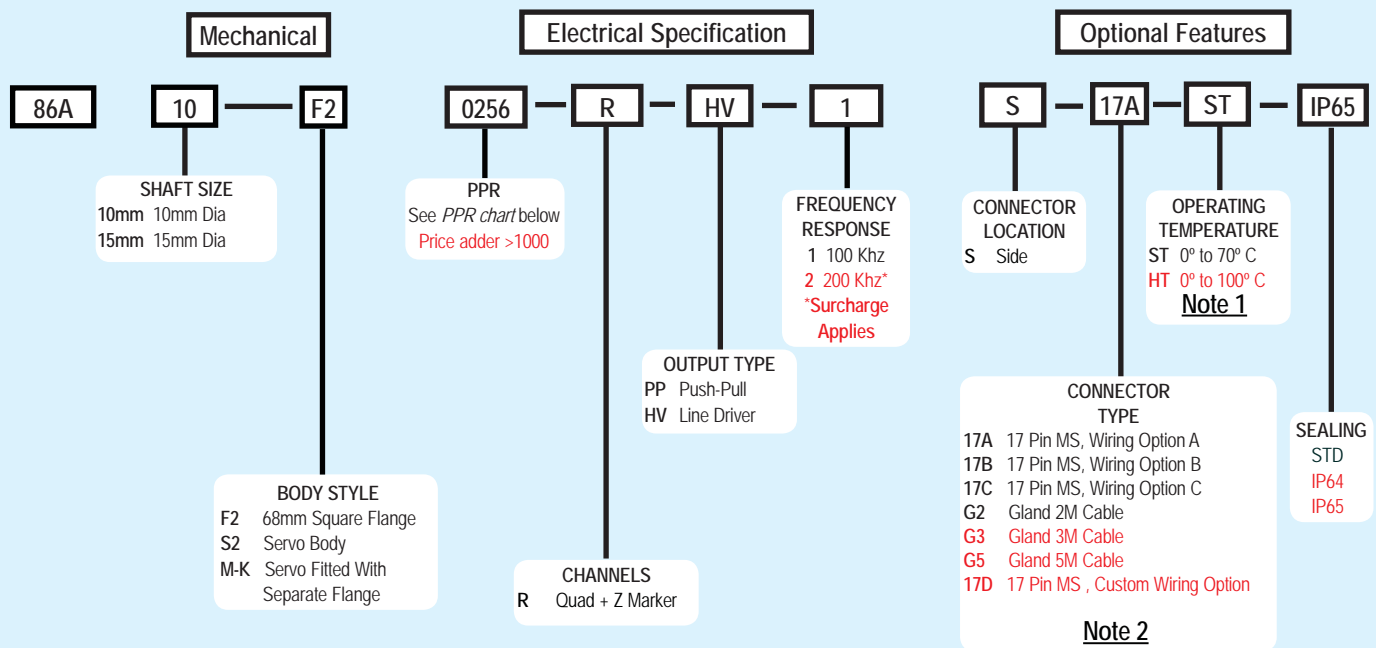 Mechanical
Electrical Specification
Optional Features
86A
10
F2
0256
R
HV
1
S
17A
ST
IP65
SHAFT SIZE
10mm 10mm Dia
15mm 15mm Dia
PPR
See PPR chart below
Price adder >1000
FREQUENCY
RESPONSE
1 100 Khz
2 200 Khz*
*Surcharge
Applies
CONNECTOR
LOCATION
S Side
OPERATING
TEMPERATURE
ST 0º to 70º C
HT 0º to 100º C
Note 1
OUTPUT TYPE
PP Push-Pull
HV Line Driver
CONNECTOR
TYPE
17A 17 Pin MS, Wiring Option A
17B 17 Pin MS, Wiring Option B
17C 17 Pin MS, Wiring Option C
G2 Gland 2M Cable
G3 Gland 3M Cable
G5 Gland 5M Cable
17D 17 Pin MS , Custom Wiring Option
Note 2
SEALING
STD
IP64
IP65
BODY STYLE
F2 68mm Square Flange
S2 Servo Body
M-K Servo Fitted With
Separate Flange
CHANNELS
R Quad + Z Marker